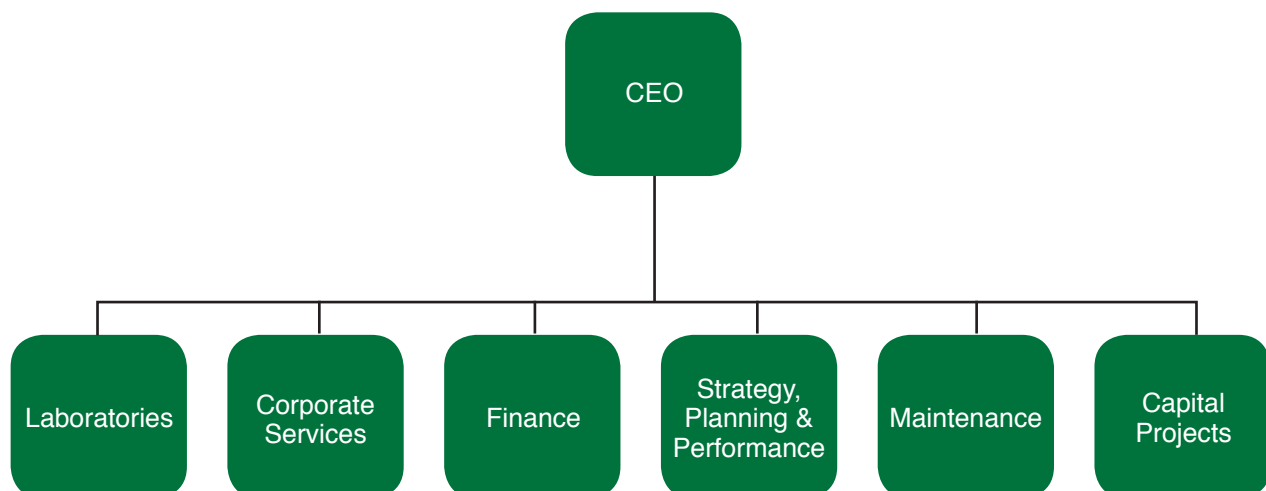 CEO
Laboratories
Corporate
Services
Finance
Strategy,
Planning &
Performance
Maintenance
Capital
Projects